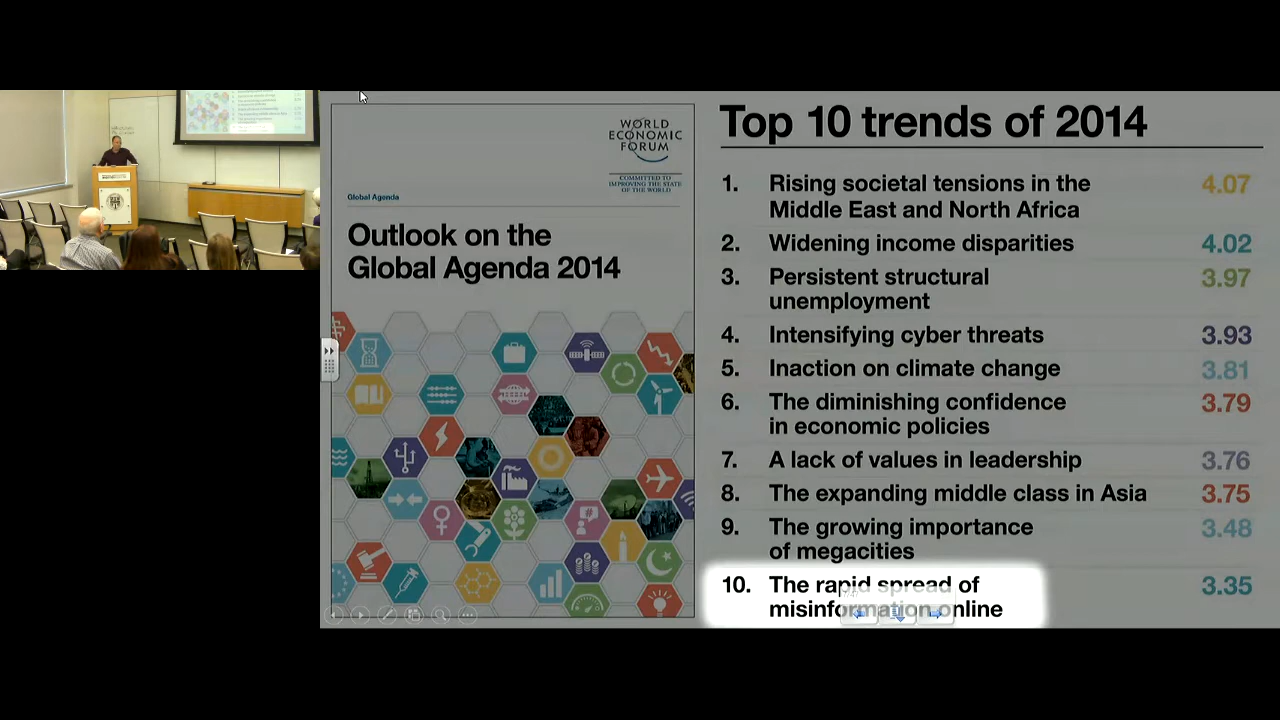 WORLD
ECONOMIC
FORUM
COMMITTED TO
IMPROVING THE STATE
OF THE WORLD
Global Agenda
Outlook on the
Global Agenda 2014
Top 10 trends of 2014
1. Rising societal tensions in the 4.07
Middle East and North Africa
2. Widening income disparities 4.02
3. Persistent structural 3.97
unemployment
4. Intensifying cyber threats 3.93
5. Inaction on climate change 3.81
6. The diminishing confidence 3.79
in economic policies
7. A lack of values in leadership 3.76
8. The expanding middle class in Asia 3.75
9. The growing importance 3.48
of megacities
10. The rapid spread of 3.35
misinformation online